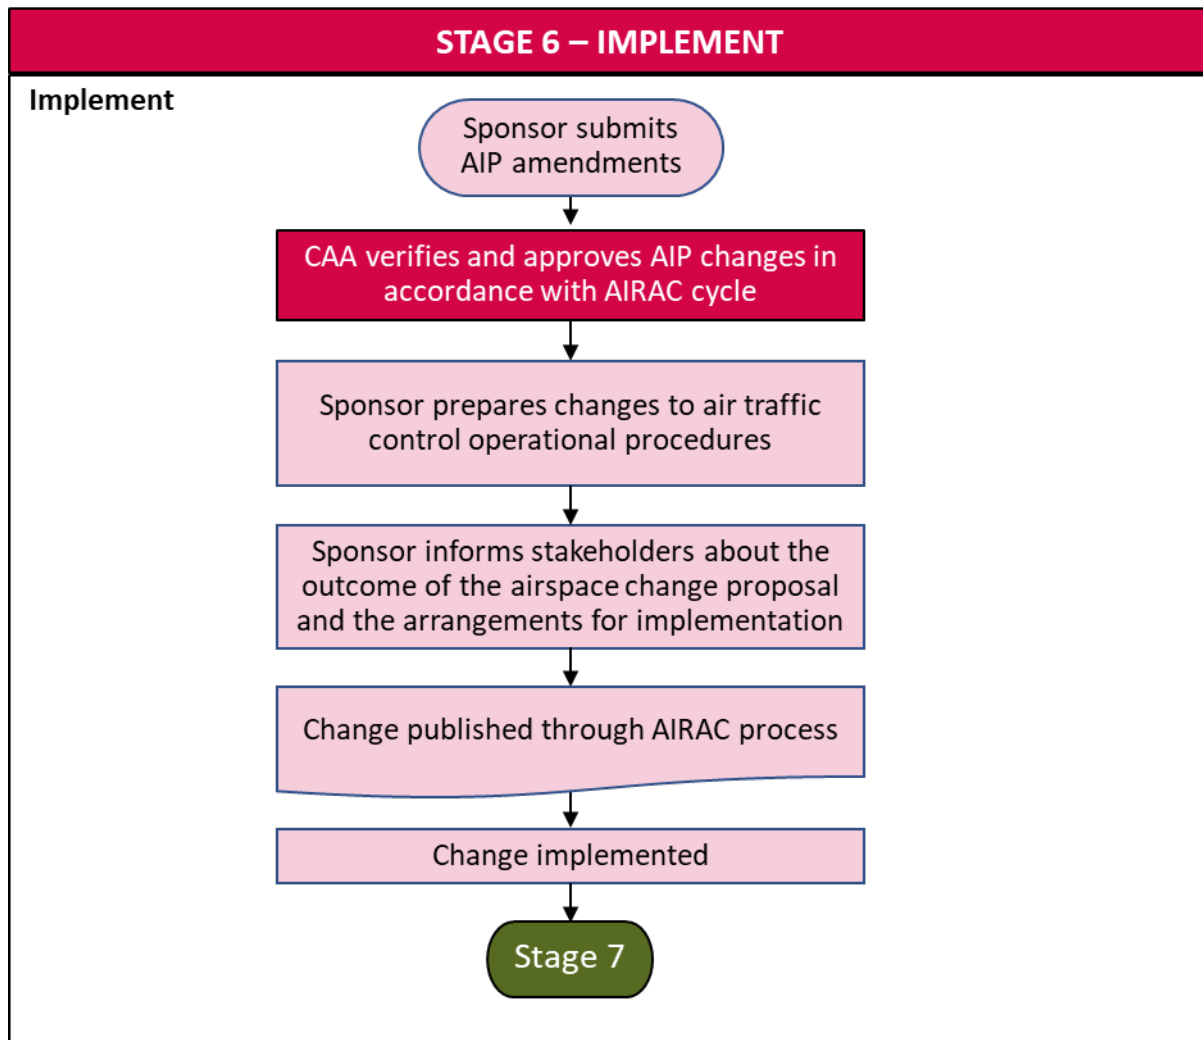 STAGE 6 – IMPLEMENT
Implement
Sponsor submits
AIP amendments
CAA verifies and approves AIP changes in
accordance with AIRAC cycle
Sponsor prepares changes to air traffic
control operational procedures
Sponsor informs stakeholders about the
outcome of the airspace change proposal
and the arrangements for implementation
Change published through AIRAC process
Change implemented
Stage 7